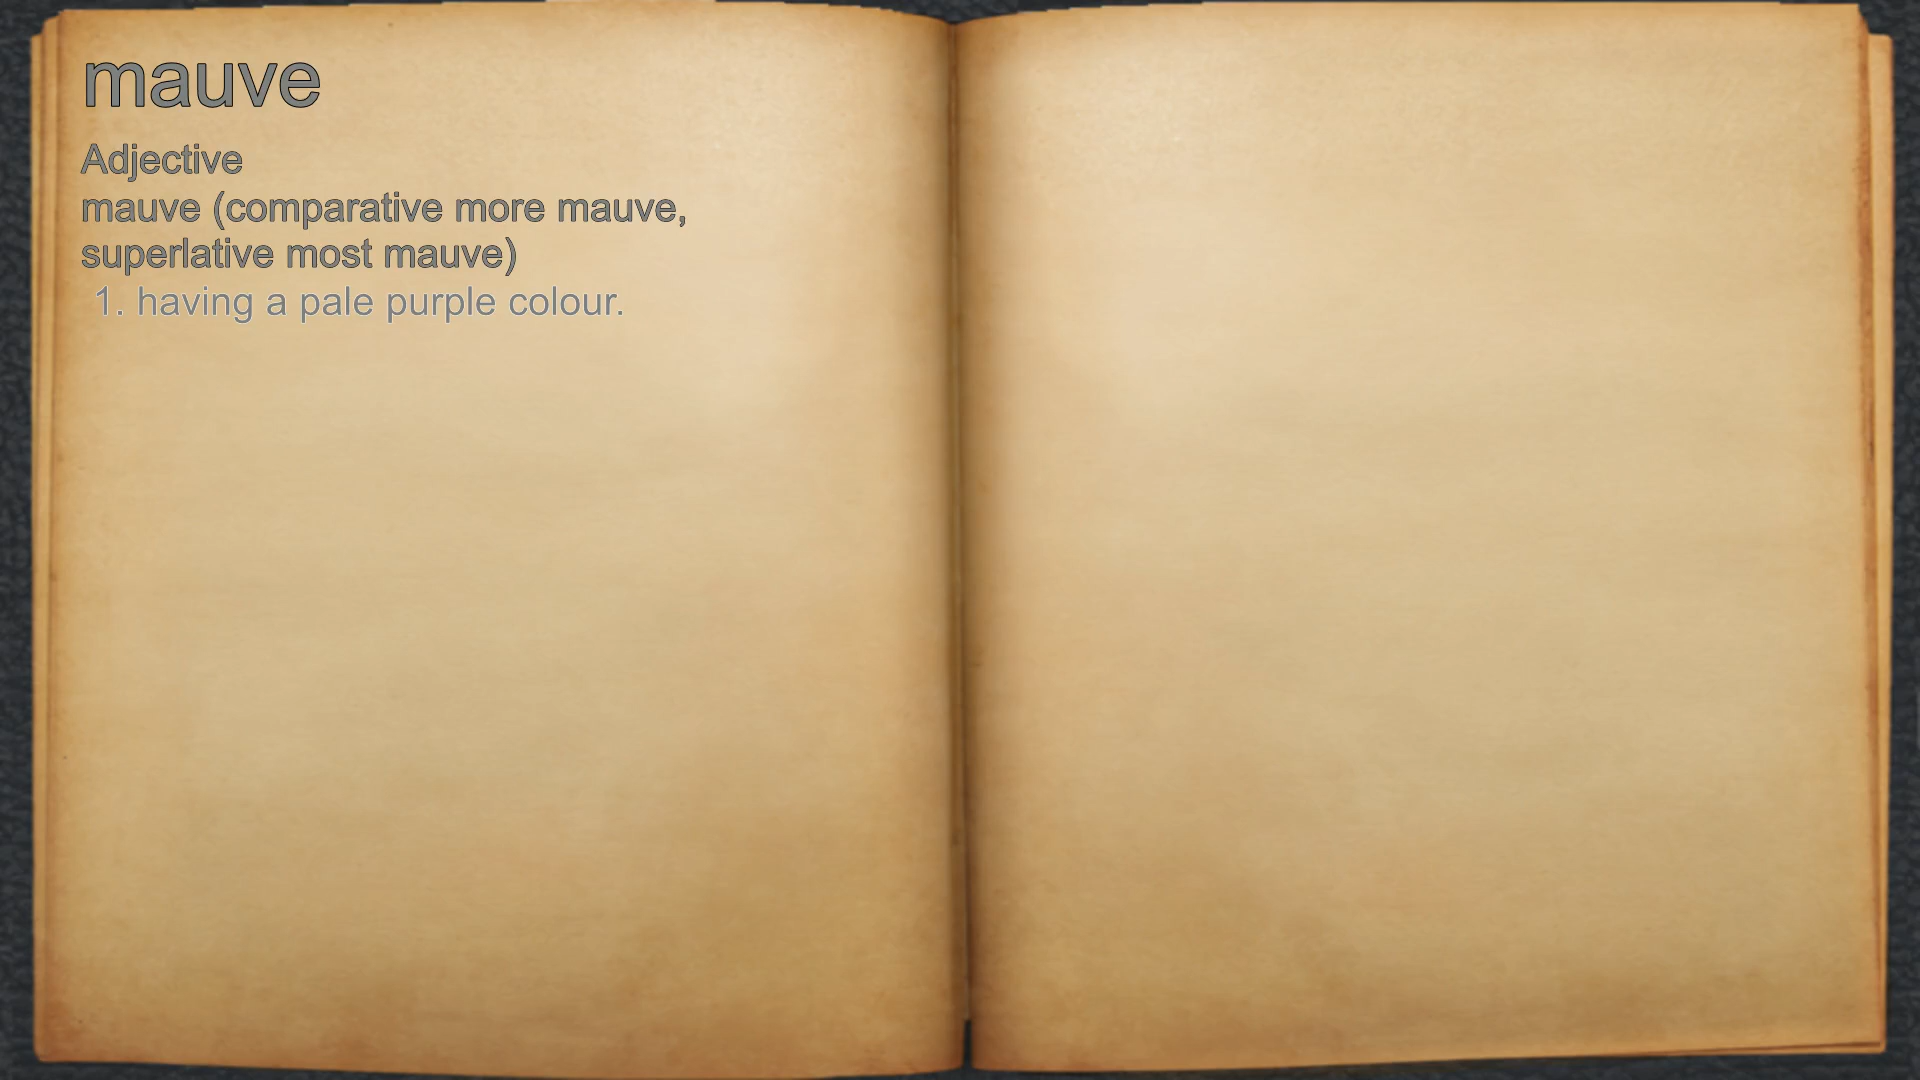 mauve
Adjective
mauve (comparative more mauve,
superlative most mauve)
1. having a pale purple colour.